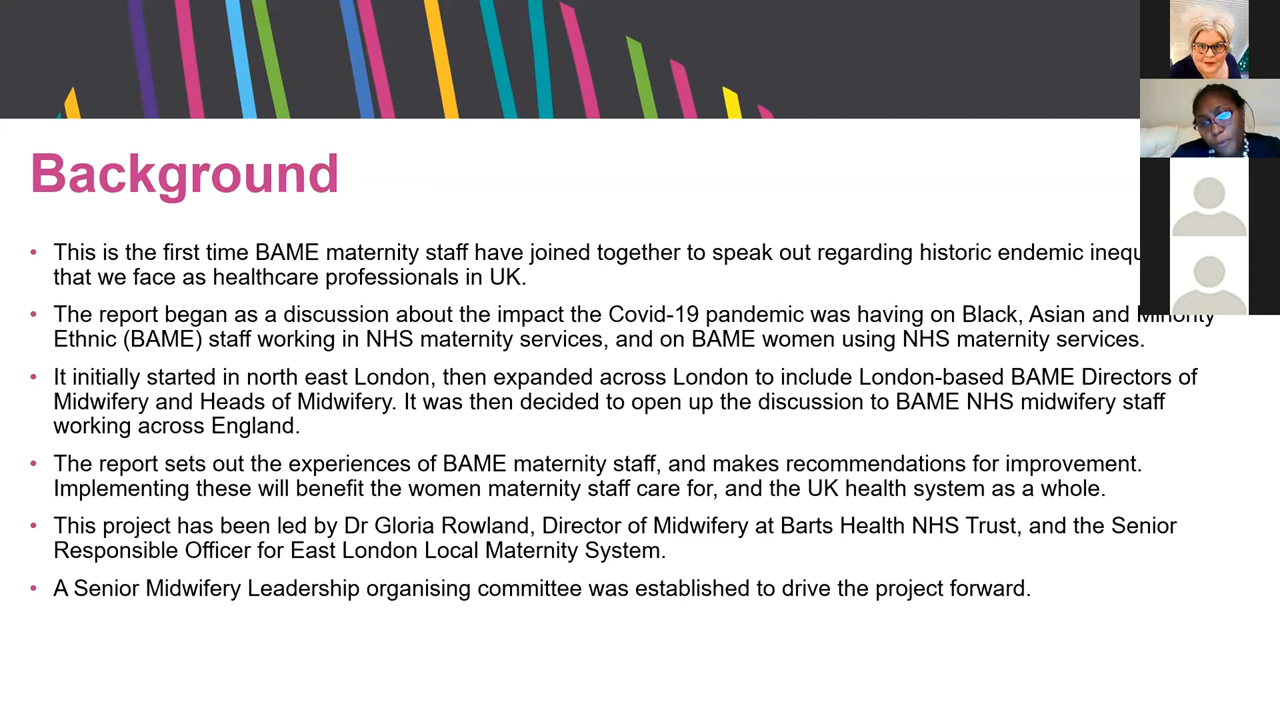 Background
• This is the first time BAME maternity staff have joined together to speak out regarding historic endemic
that we face as healthcare professionals in UK.
• The report began as a discussion about the impact the Covid-19 pandemic was having on Black, Asian and Minority
Ethnic (BAME) staff working in NHS maternity services, and on BAME women using NHS maternity services.
• It initially started in north east London, then expanded across London to include London-based BAME Directors of
Midwifery and Heads of Midwifery. It was then decided to open up the discussion to BAME NHS midwifery staff
working across England.
• The report sets out the experiences of BAME maternity staff, and makes recommendations for improvement.
Implementing these will benefit the women maternity staff care for, and the UK health system as a whole.
• This project has been led by Dr Gloria Rowland, Director of Midwifery at Barts Health NHS Trust, and the Senior
Responsible Officer for East London Local Maternity System.
• A Senior Midwifery Leadership organising committee was established to drive the project forward.